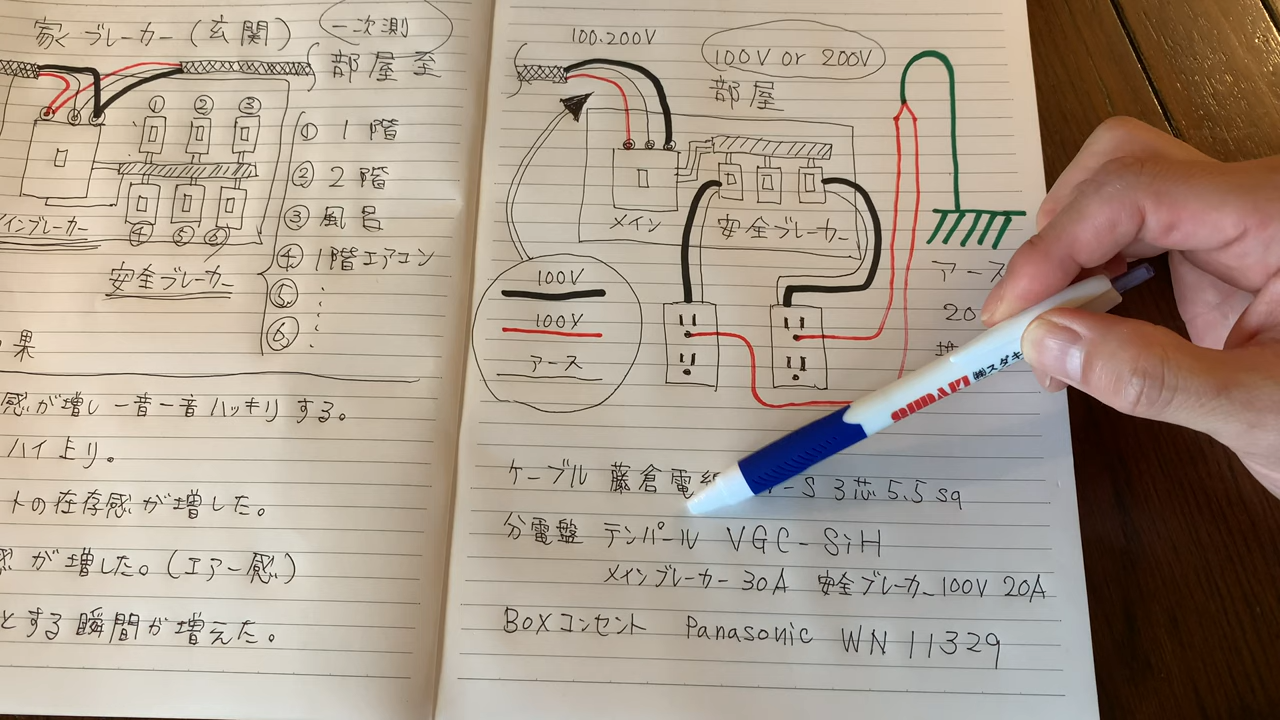 家くブレーカー (玄関)
一次測
部屋至
① ② ③
① 1階
② 2階
③ 風呂
④ 1階エアコン
⑤ :
⑥ :
メインブレーカー
④ ⑤ ⑥
安全ブレーカー
果
感が増し一音一音ハッキリする。
ハイ上り。
トの在存感が増した。
が増した。(エアー感)
とする瞬間が増えた。
100.200V
100V or 200V
部屋
メイン
安全ブレーカー
100V
100V
アース
アース
20
ケーブル 藤倉電線 -S 3芯 5.5sq
分電盤 テンパール VGC-SiH
メインブレーカー 30A 安全ブレーカー 100V 20A
Boxコンセント Panasonic WN 11329
SUDAKI ㈱スダキ